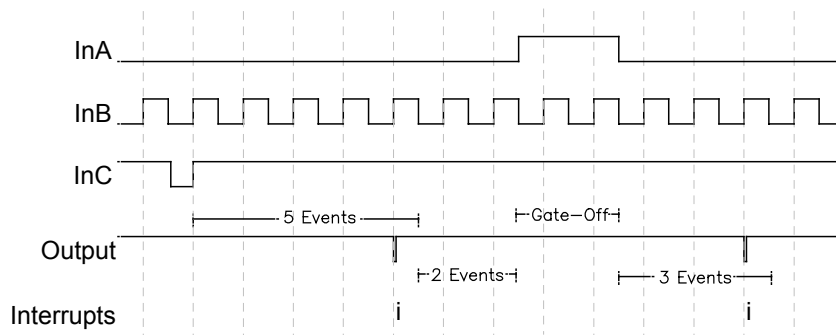 InA
InB
InC
5 Events
Gate-Off
Output
2 Events
3 Events
Interrupts
i
i